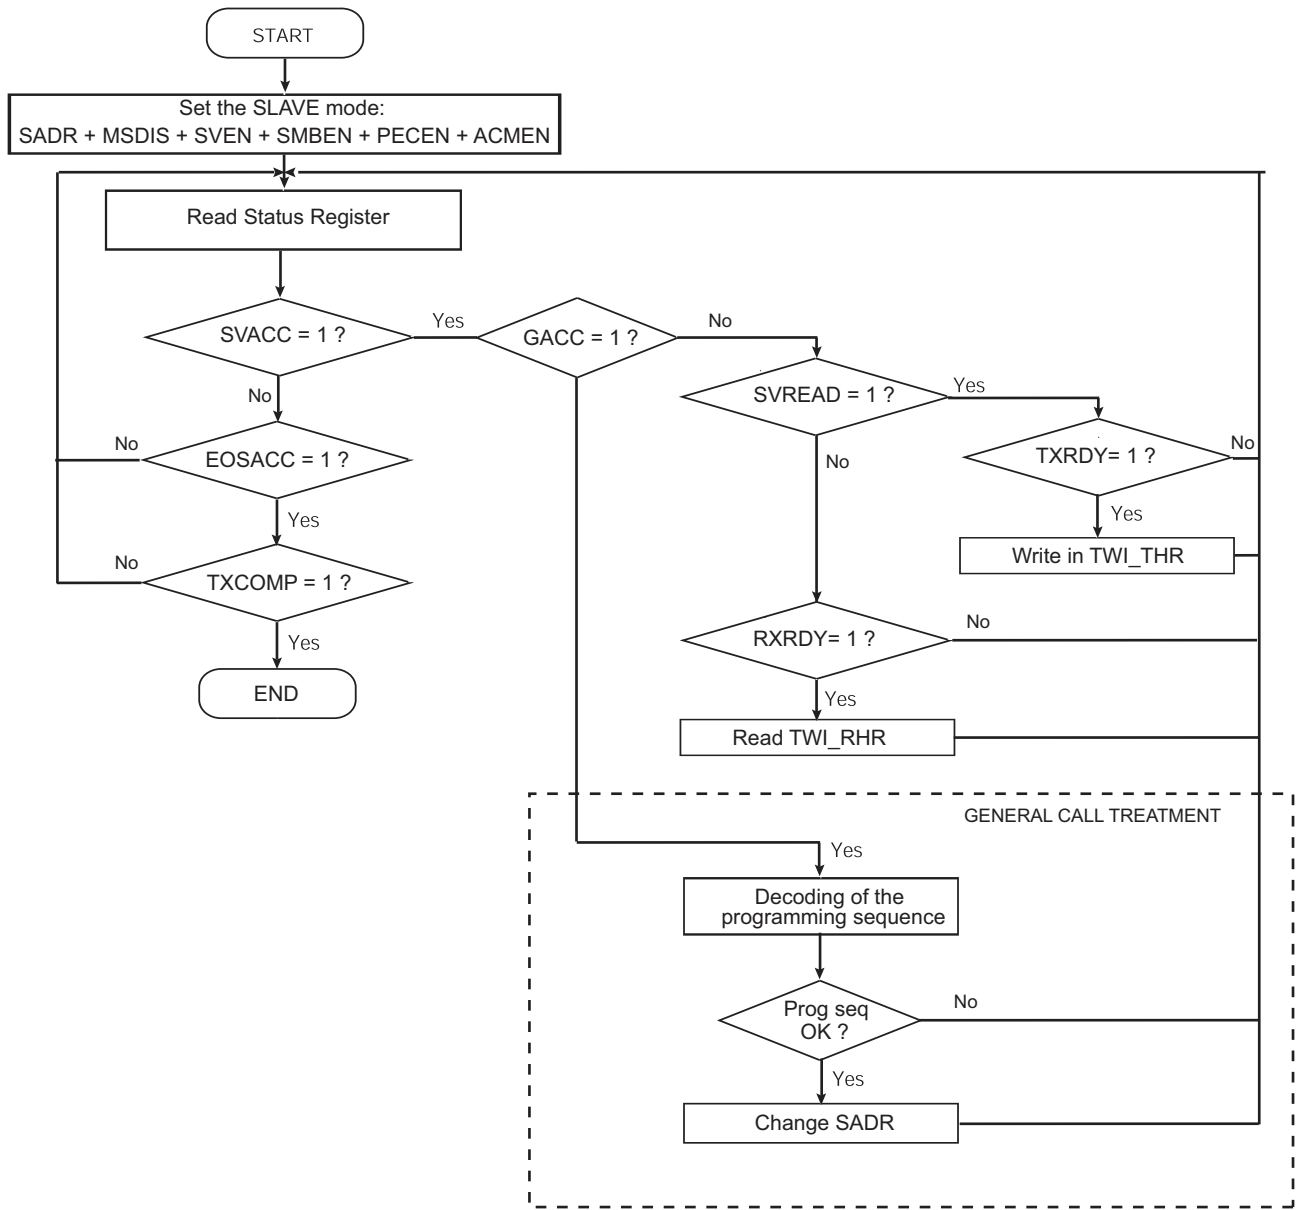 START
Set the SLAVE mode:
SADR + MSDIS + SVEN + SMBEN + PECEN + ACMEN
Read Status Register
SVACC = 1 ?
Yes
GACC = 1 ?
No
SVREAD = 1 ?
Yes
No
No
EOSACC = 1 ?
No
TXRDY= 1 ?
No
Yes
Yes
Write in TWI_THR
No
TXCOMP = 1 ?
Yes
RXRDY= 1 ?
No
END
Yes
Read TWI_RHR
GENERAL CALL TREATMENT
Yes
Decoding of the
programming sequence
Prog seq
OK ?
No
Yes
Change SADR